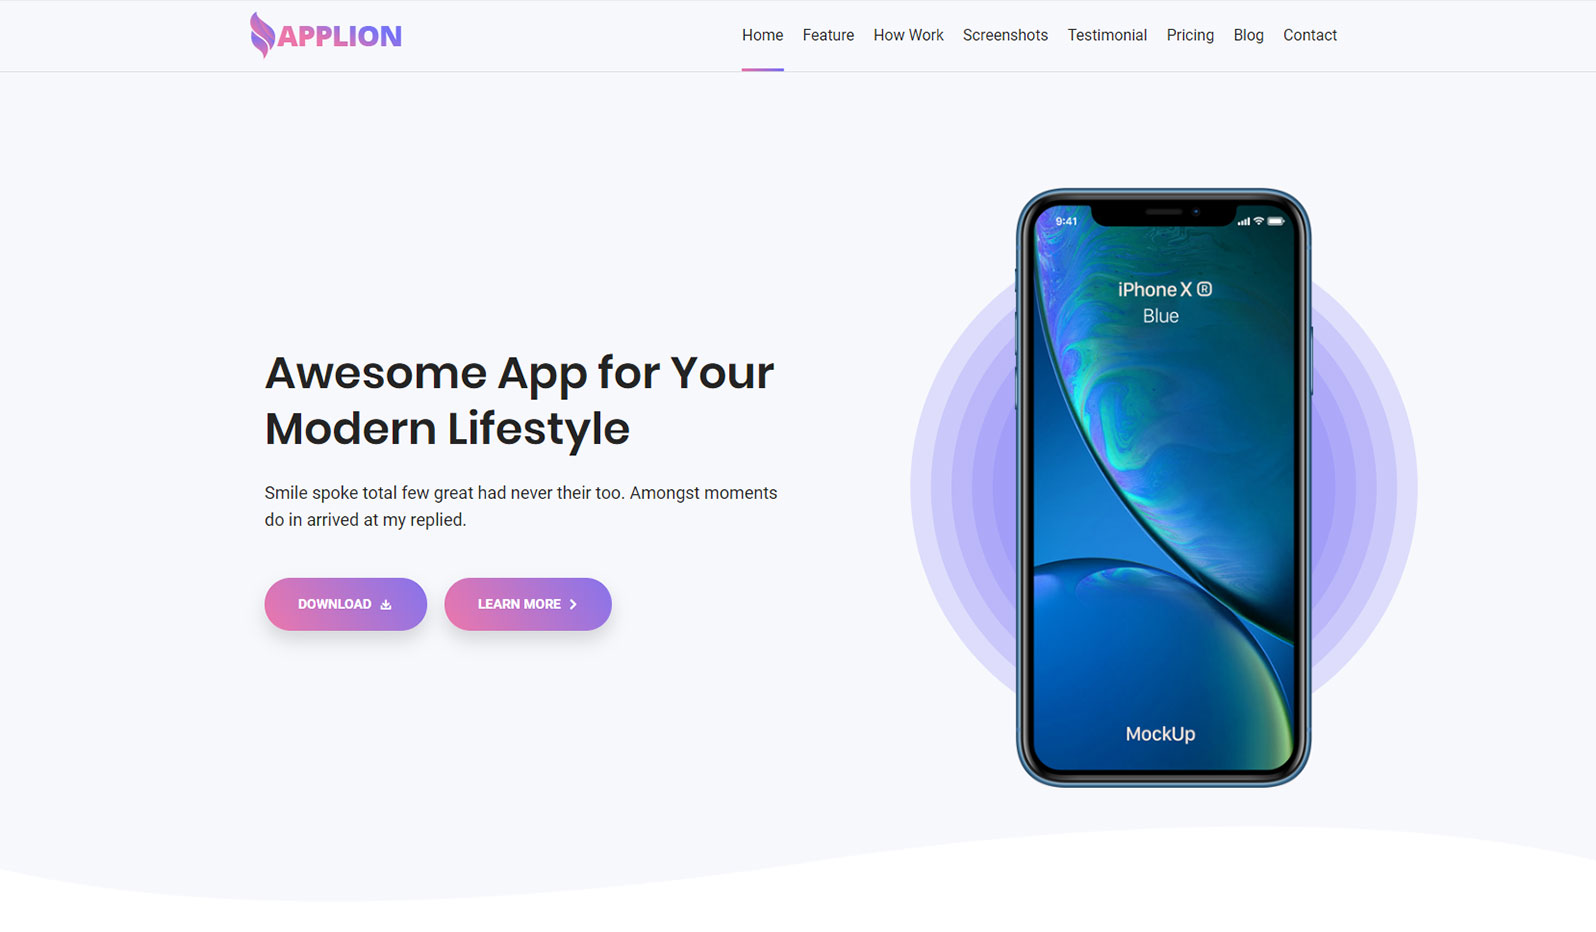 APPLION
Home Feature How Work Screenshots Testimonial Pricing Blog Contact
9:41
iPhone X Ⓡ
Blue
Awesome App for Your
Modern Lifestyle
Smile spoke total few great had never their too. Amongst moments
do in arrived at my replied.
DOWNLOAD
LEARN MORE
MockUp